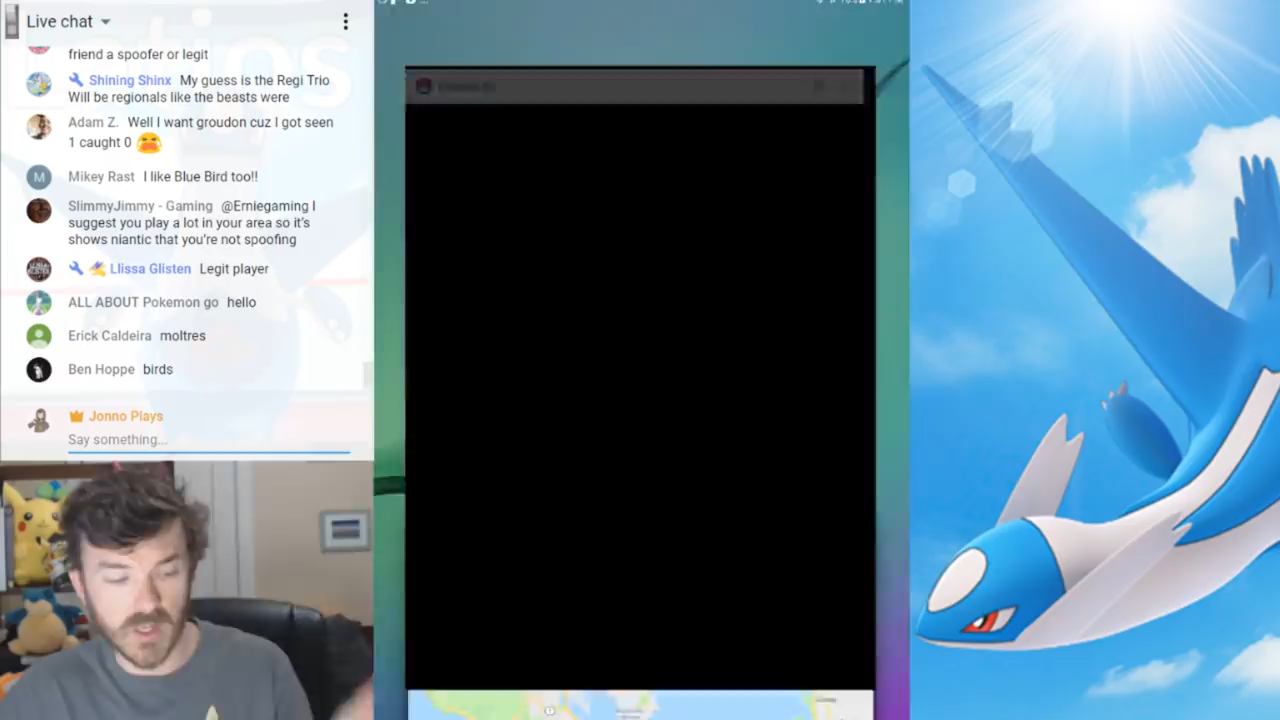 Live chat
friend a spoofer or legit
Shining Shinx My guess is the Regi Trio
Will be regionals like the beasts were
Adam Z. Well I want groudon cuz I got seen
1 caught 0
M
Mikey Rast I like Blue Bird too!!
SlimmyJimmy - Gaming @Erniegaming I
suggest you play a lot in your area so it's
shows niantic that you're not spoofing
Llissa Glisten Legit player
ALL ABOUT Pokemon go hello
Erick Caldeira moltres
Ben Hoppe birds
Jonno Plays
Say something...